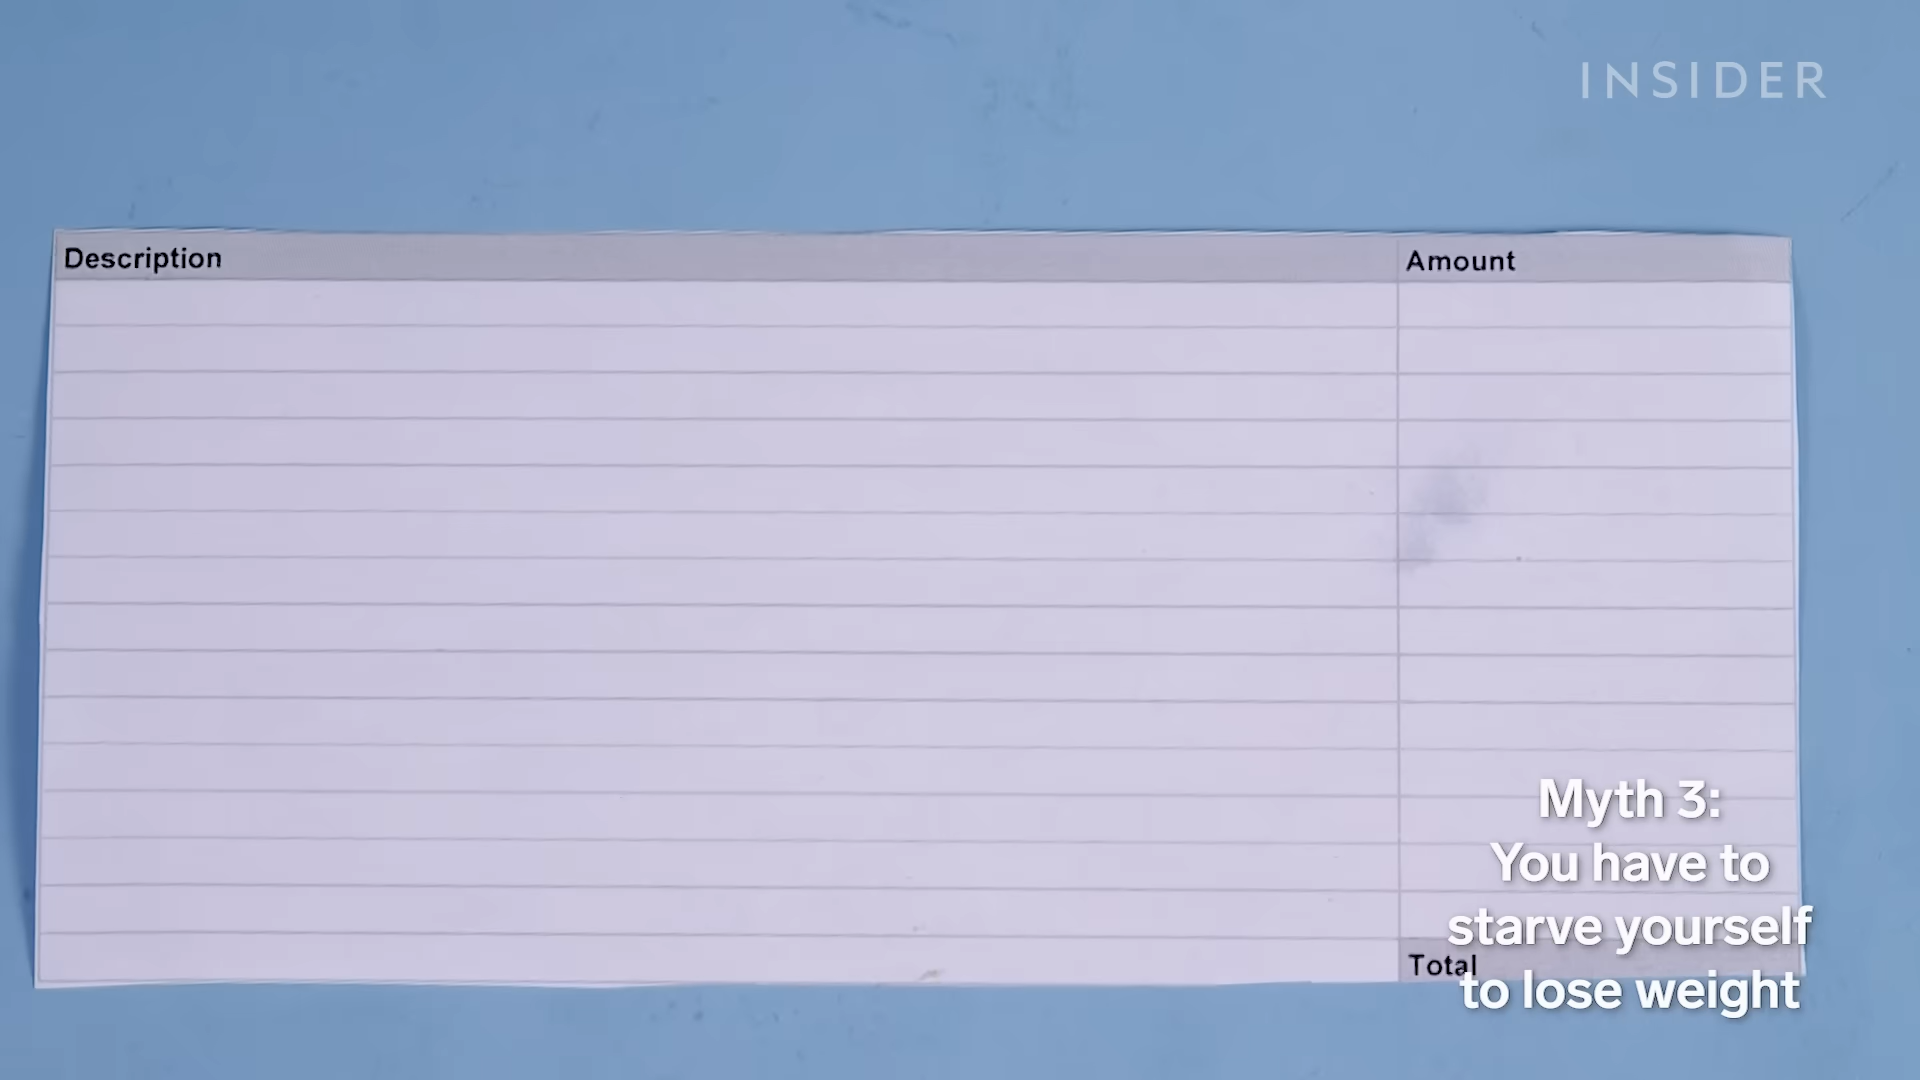 INSIDER
Description
Amount
Total
Myth 3:
You have to
starve yourself
to lose weight